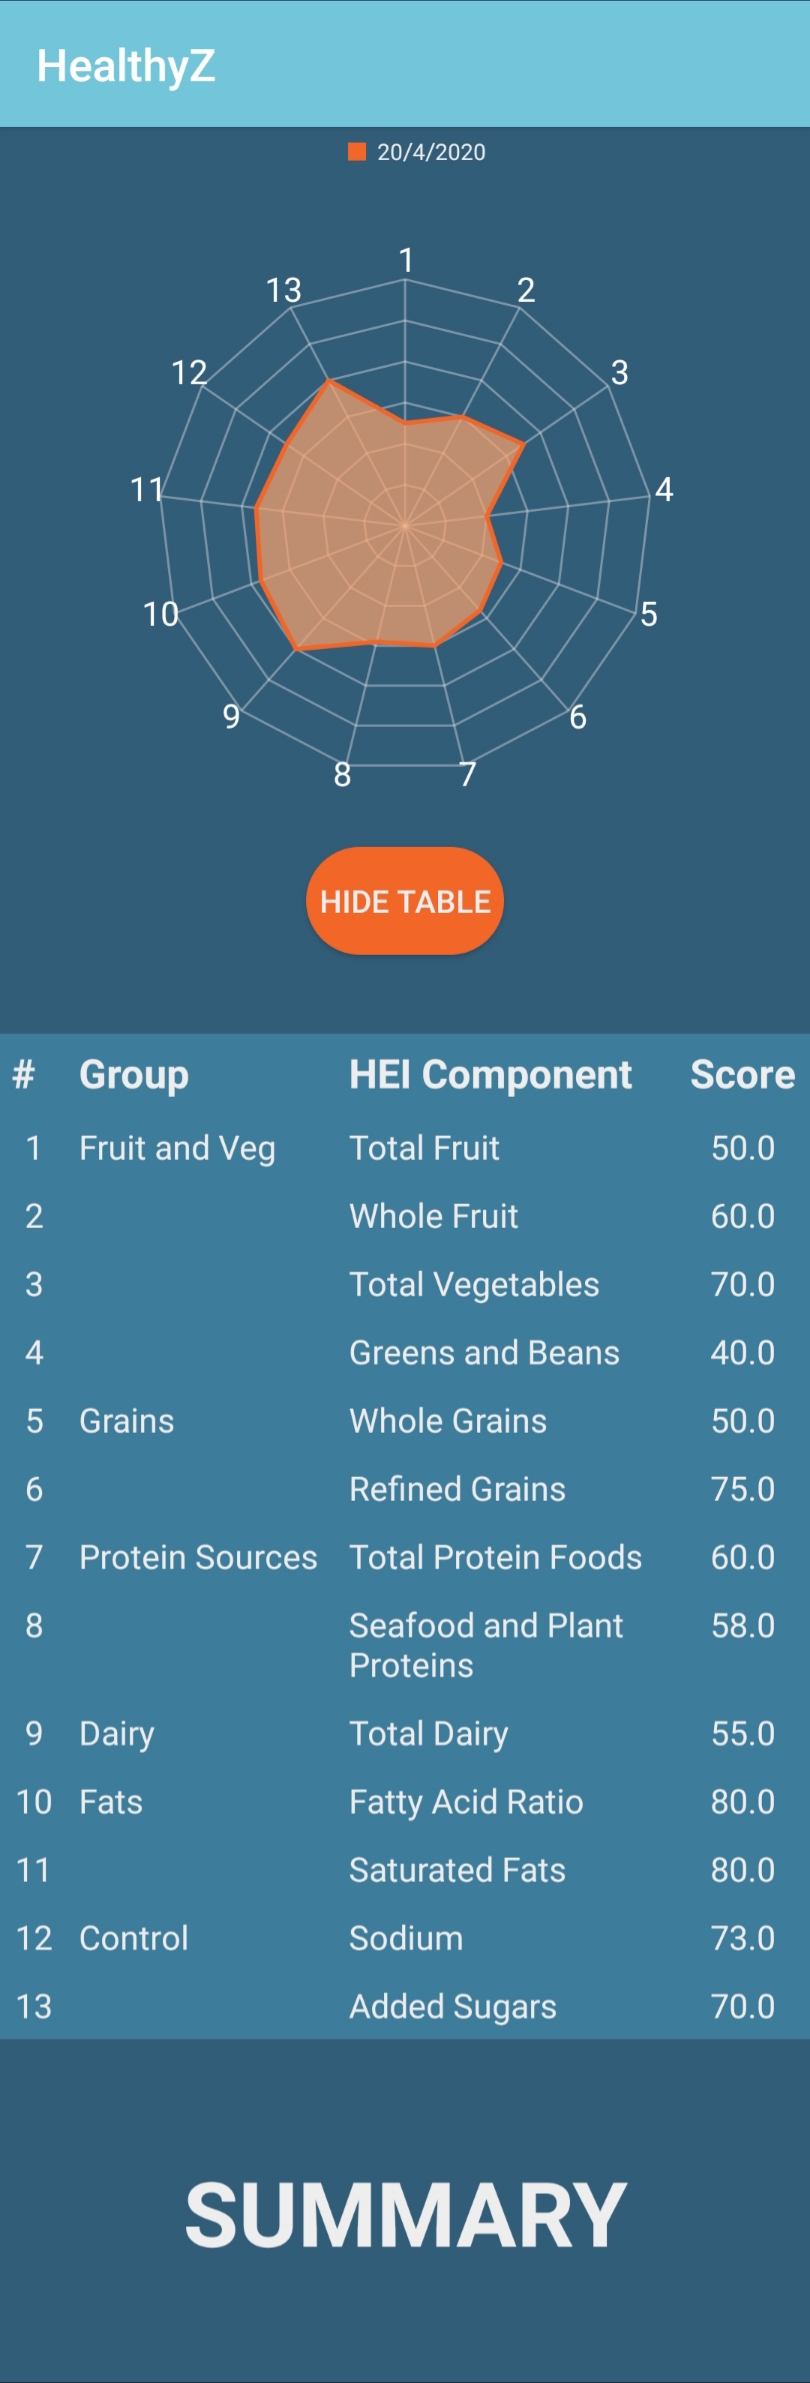 HealthyZ
20/4/2020
1
2
3
4
5
6
7
8
9
10
11
12
13
HIDE TABLE
# Group HEI Component Score
1 Fruit and Veg Total Fruit 50.0
2 Whole Fruit 60.0
3 Total Vegetables 70.0
4 Greens and Beans 40.0
5 Grains Whole Grains 50.0
6 Refined Grains 75.0
7 Protein Sources Total Protein Foods 60.0
8 Seafood and Plant 58.0
Proteins
9 Dairy Total Dairy 55.0
10 Fats Fatty Acid Ratio 80.0
11 Saturated Fats 80.0
12 Control Sodium 73.0
13 Added Sugars 70.0
SUMMARY